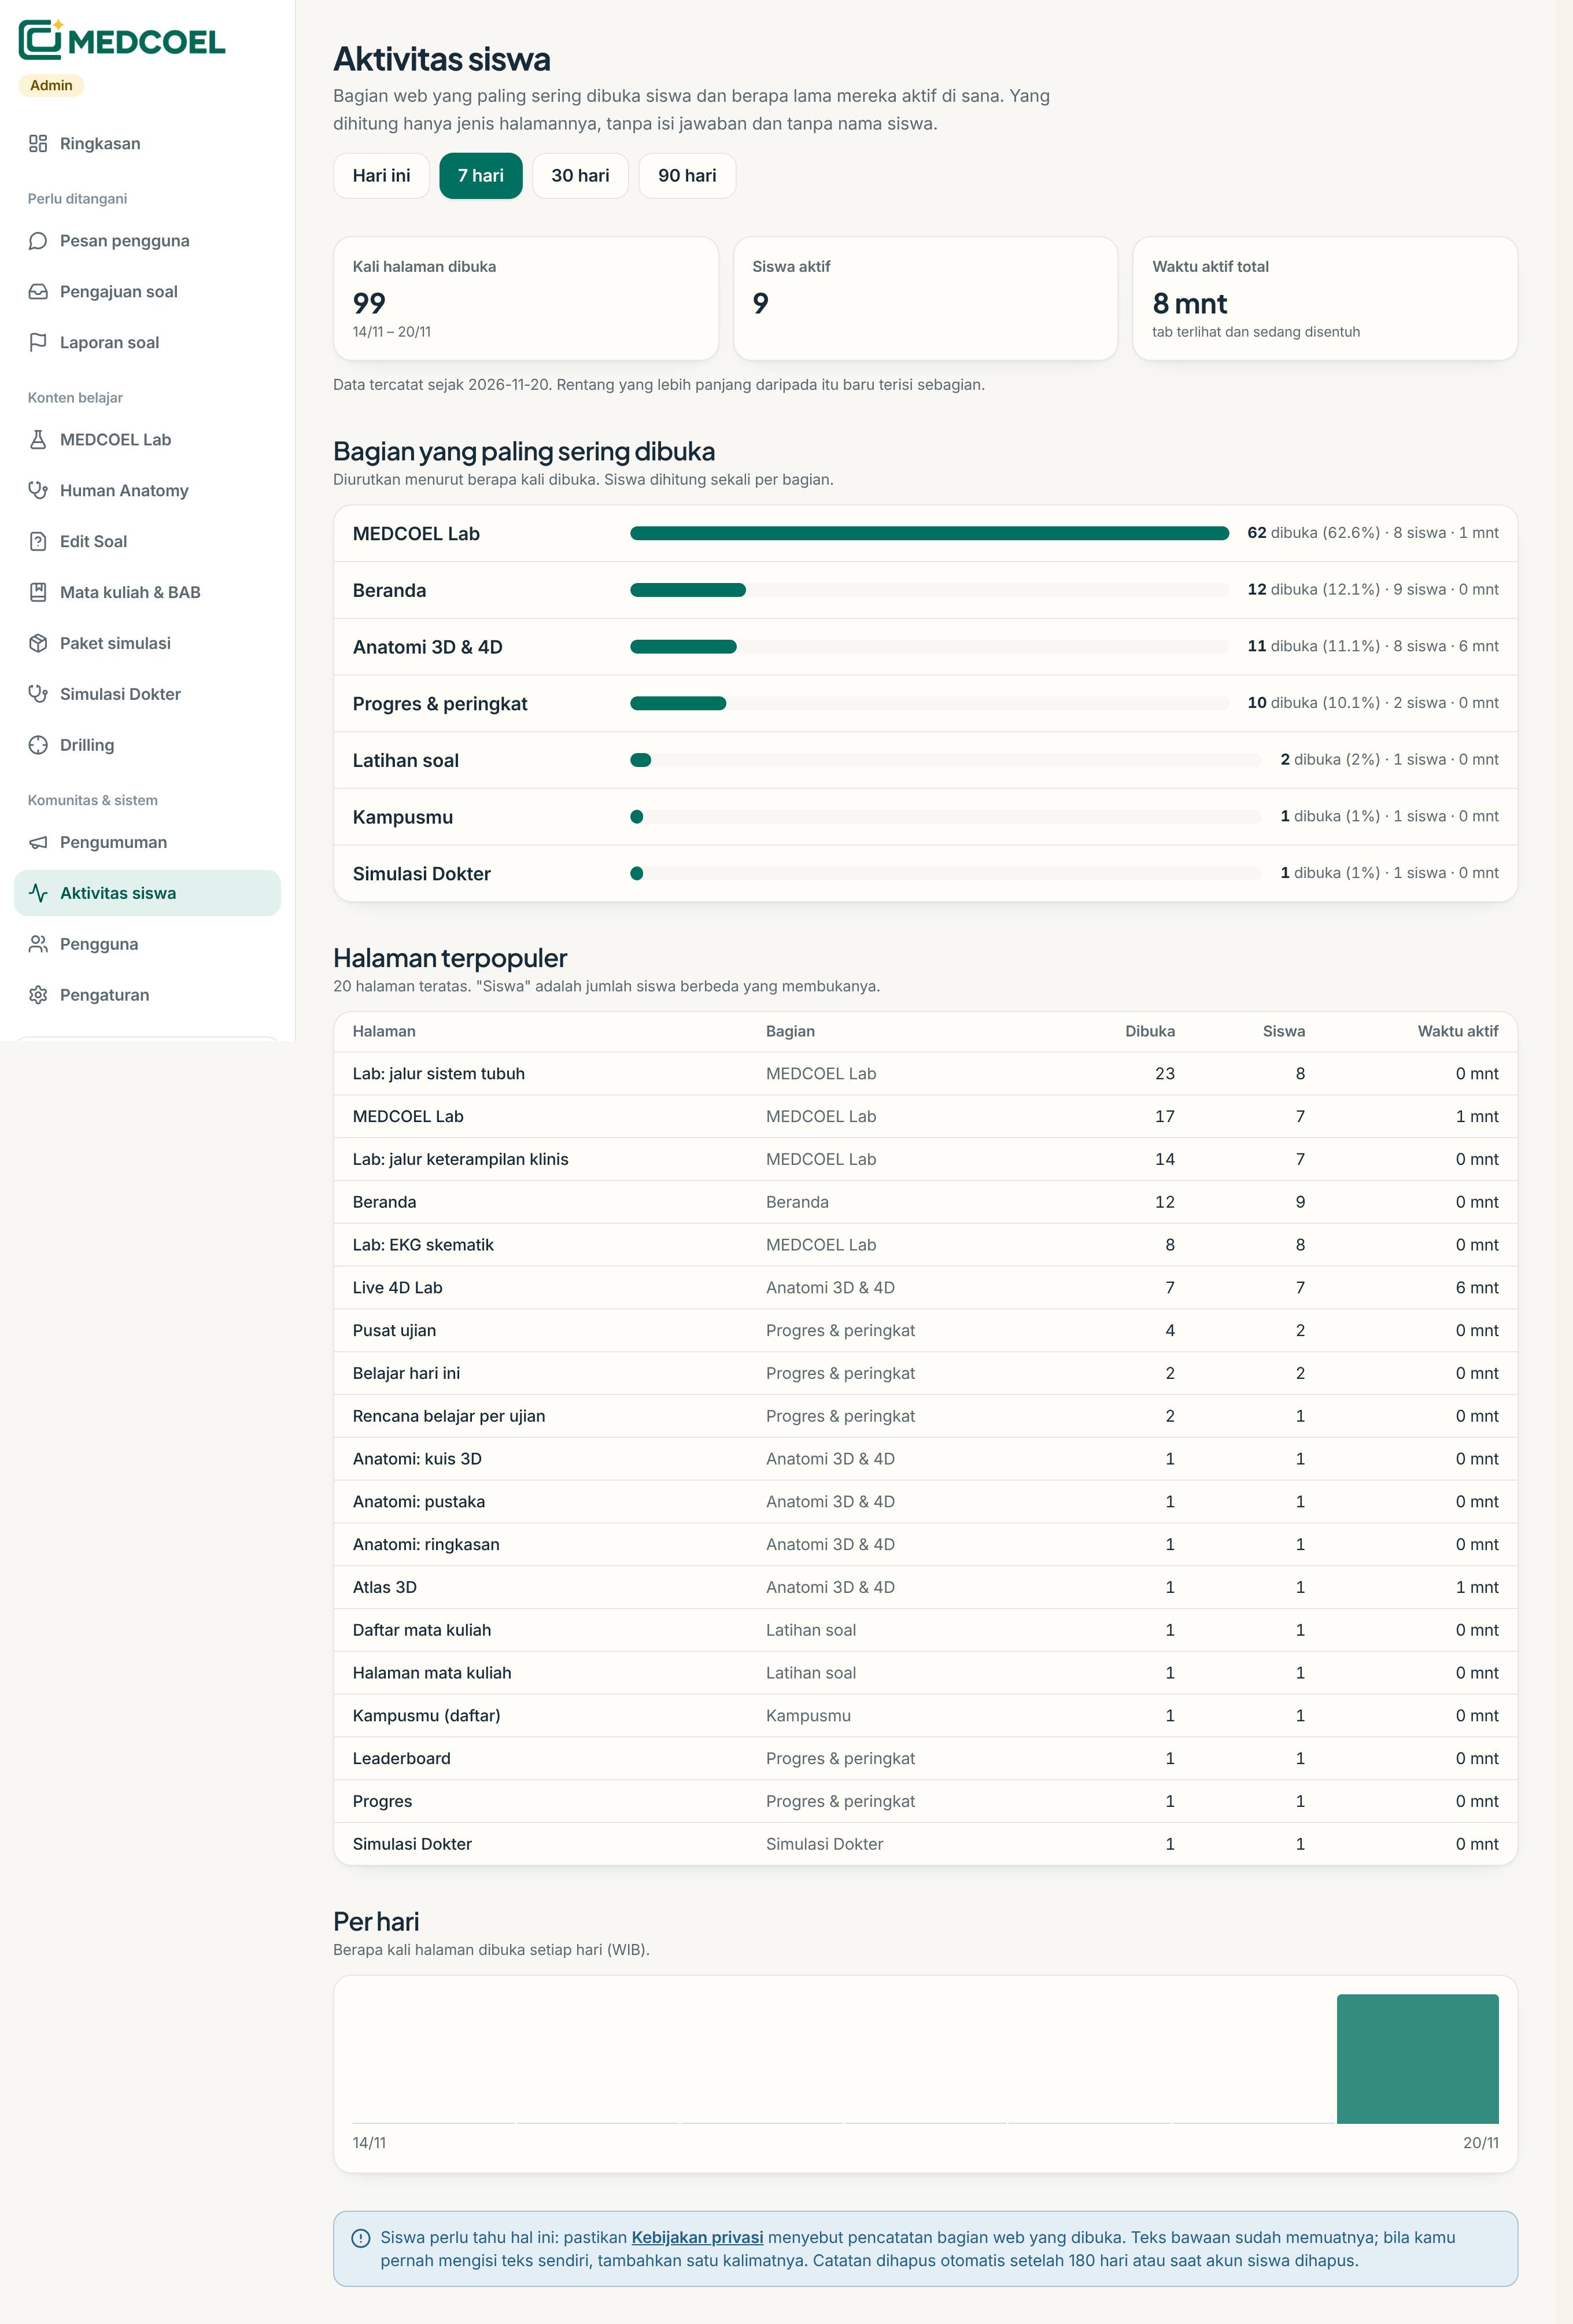 MEDCOEL
Admin
Ringkasan
Perlu ditangani
Pesan pengguna
Pengajuan soal
Laporan soal
Konten belajar
MEDCOEL Lab
Human Anatomy
Edit Soal
Mata kuliah & BAB
Paket simulasi
Simulasi Dokter
Drilling
Komunitas & sistem
Pengumuman
Aktivitas siswa
Pengguna
Pengaturan
Aktivitas siswa
Bagian web yang paling sering dibuka siswa dan berapa lama mereka aktif di sana. Yang
dihitung hanya jenis halamannya, tanpa isi jawaban dan tanpa nama siswa.
Hari ini 7 hari 30 hari 90 hari
Kali halaman dibuka
99
14/11 – 20/11
Siswa aktif
9
Waktu aktif total
8 mnt
tab terlihat dan sedang disentuh
Data tercatat sejak 2026-11-20. Rentang yang lebih panjang daripada itu baru terisi sebagian.
Bagian yang paling sering dibuka
Diurutkan menurut berapa kali dibuka. Siswa dihitung sekali per bagian.
MEDCOEL Lab 62 dibuka (62.6%) · 8 siswa · 1 mnt
Beranda 12 dibuka (12.1%) · 9 siswa · 0 mnt
Anatomi 3D & 4D 11 dibuka (11.1%) · 8 siswa · 6 mnt
Progres & peringkat 10 dibuka (10.1%) · 2 siswa · 0 mnt
Latihan soal 2 dibuka (2%) · 1 siswa · 0 mnt
Kampusmu 1 dibuka (1%) · 1 siswa · 0 mnt
Simulasi Dokter 1 dibuka (1%) · 1 siswa · 0 mnt
Halaman terpopuler
20 halaman teratas. "Siswa" adalah jumlah siswa berbeda yang membukanya.
Halaman Bagian Dibuka Siswa Waktu aktif
Lab: jalur sistem tubuh MEDCOEL Lab 23 8 0 mnt
MEDCOEL Lab MEDCOEL Lab 17 7 1 mnt
Lab: jalur keterampilan klinis MEDCOEL Lab 14 7 0 mnt
Beranda Beranda 12 9 0 mnt
Lab: EKG skematik MEDCOEL Lab 8 8 0 mnt
Live 4D Lab Anatomi 3D & 4D 7 7 6 mnt
Pusat ujian Progres & peringkat 4 2 0 mnt
Belajar hari ini Progres & peringkat 2 2 0 mnt
Rencana belajar per ujian Progres & peringkat 2 1 0 mnt
Anatomi: kuis 3D Anatomi 3D & 4D 1 1 0 mnt
Anatomi: pustaka Anatomi 3D & 4D 1 1 0 mnt
Anatomi: ringkasan Anatomi 3D & 4D 1 1 0 mnt
Atlas 3D Anatomi 3D & 4D 1 1 1 mnt
Daftar mata kuliah Latihan soal 1 1 0 mnt
Halaman mata kuliah Latihan soal 1 1 0 mnt
Kampusmu (daftar) Kampusmu 1 1 0 mnt
Leaderboard Progres & peringkat 1 1 0 mnt
Progres Progres & peringkat 1 1 0 mnt
Simulasi Dokter Simulasi Dokter 1 1 0 mnt
Per hari
Berapa kali halaman dibuka setiap hari (WIB).
14/11 20/11
Siswa perlu tahu hal ini: pastikan Kebijakan privasi menyebut pencatatan bagian web yang dibuka. Teks bawaan sudah memuatnya; bila kamu
pernah mengisi teks sendiri, tambahkan satu kalimatnya. Catatan dihapus otomatis setelah 180 hari atau saat akun siswa dihapus.